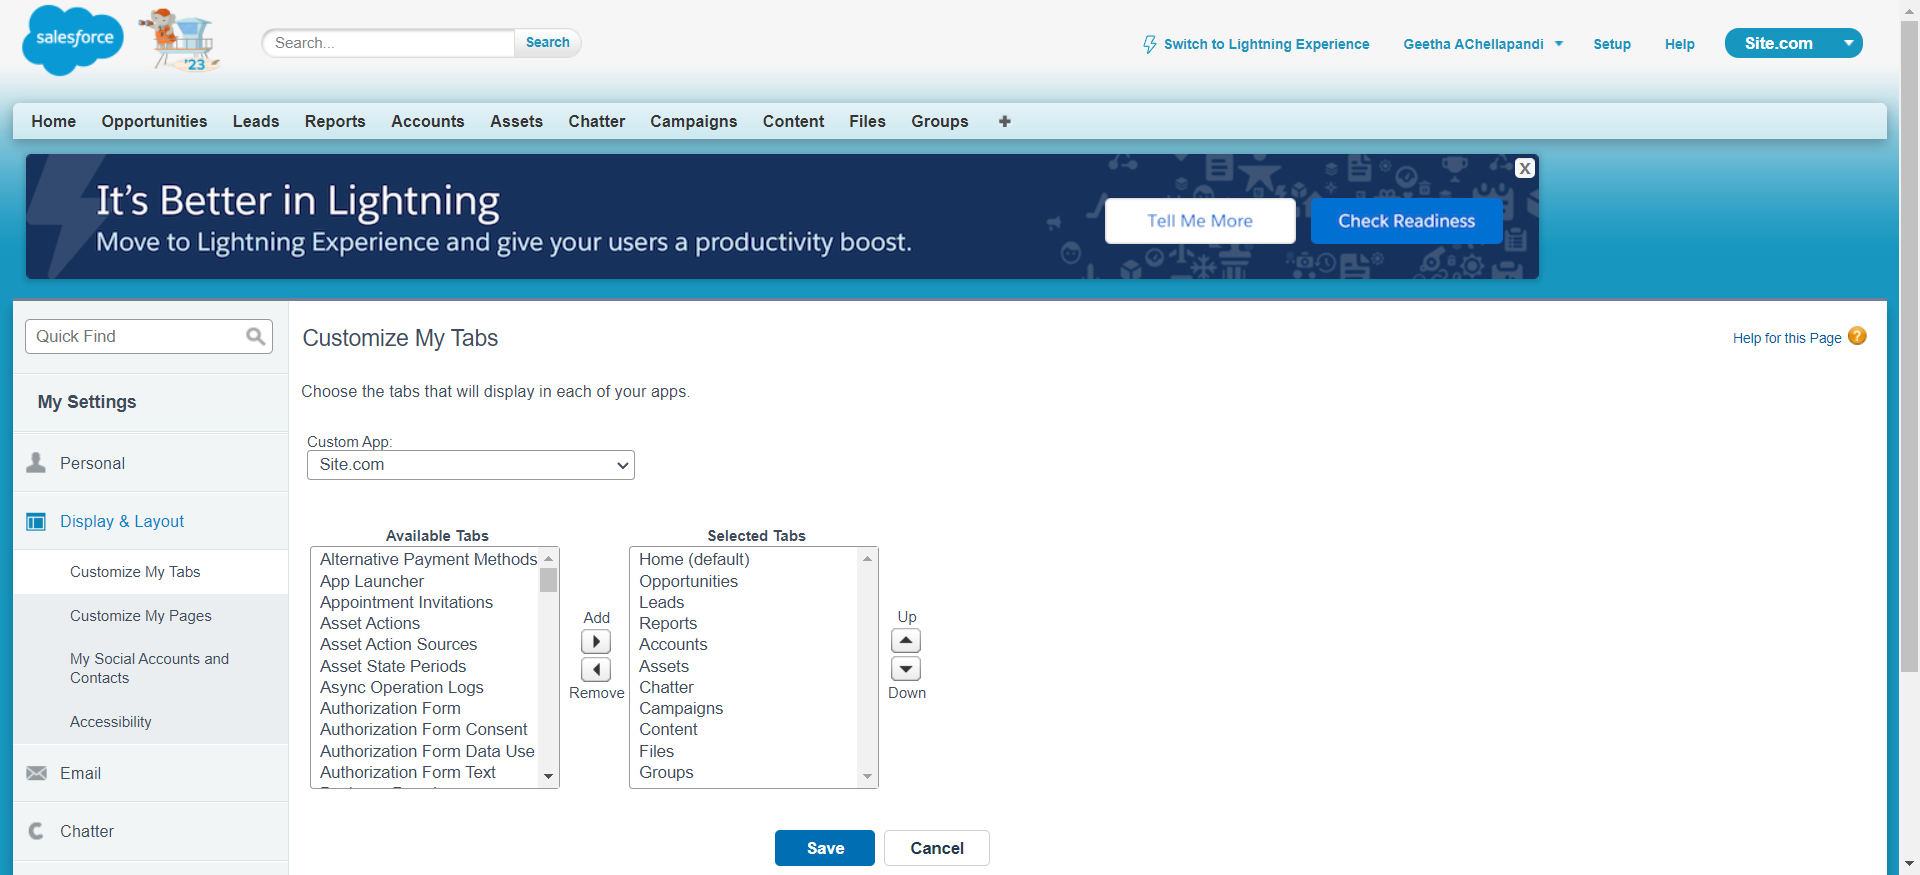 salesforce
'23
Search...
Search
Switch to Lightning Experience
Geetha AChellapandi
Setup
Help
Site.com
Home
Opportunities
Leads
Reports
Accounts
Assets
Chatter
Campaigns
Content
Files
Groups
It's Better in Lightning
Move to Lightning Experience and give your users a productivity boost.
Tell Me More
Check Readiness
X
Quick Find
My Settings
Personal
Display & Layout
Customize My Tabs
Customize My Pages
My Social Accounts and
Contacts
Accessibility
Email
Chatter
Customize My Tabs
Help for this Page
?
Choose the tabs that will display in each of your apps.
Custom App:
Site.com
Available Tabs
Alternative Payment Methods
App Launcher
Appointment Invitations
Asset Actions
Asset Action Sources
Asset State Periods
Async Operation Logs
Authorization Form
Authorization Form Consent
Authorization Form Data Use
Authorization Form Text
Add
Remove
Selected Tabs
Home (default)
Opportunities
Leads
Reports
Accounts
Assets
Chatter
Campaigns
Content
Files
Groups
Up
Down
Save
Cancel